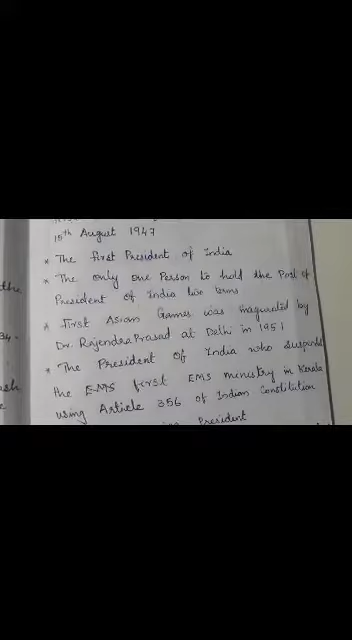 15th August 1947
* The first President of India
the
* The only one Person to hold the Post of
President of India two terms
* First Asian Games was inagurated by
Dr. Rajendra Prasad at Delhi in 1951
* The President of India who suspended
the EMS first EMS ministry in Kerala
using Article 356 of Indian Constitution
President